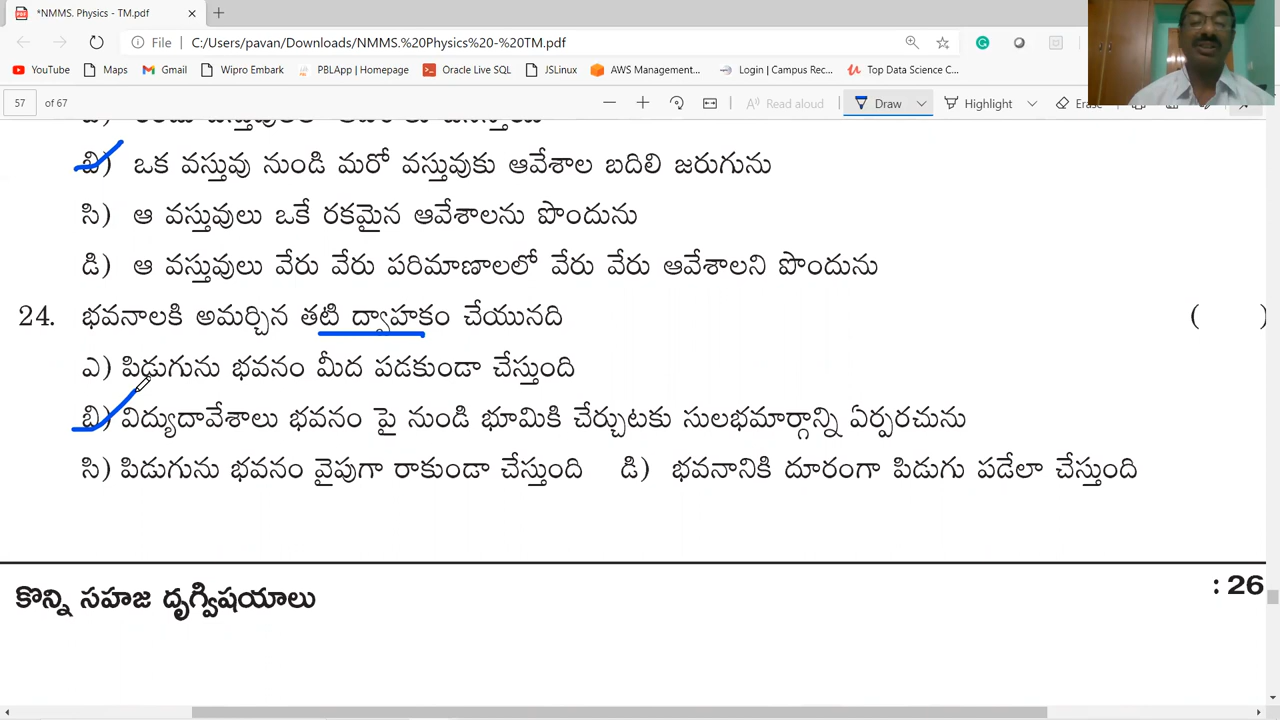 *NMMS. Physics - TM.pdf
File C:/Users/pavan/Downloads/NMMS.%20Physics%20-%20TM.pdf
YouTube Maps Gmail Wipro Embark PBLApp | Homepage Oracle Live SQL JSLinux AWS Management... Login | Campus Rec... Top Data Science C...
57 of 67 Read aloud Draw Highlight Erase
బి) ఒక వస్తువు నుండి మరో వస్తువుకు ఆవేశాల బదిలి జరుగును
సి) ఆ వస్తువులు ఒకే రకమైన ఆవేశాలను పొందును
డి) ఆ వస్తువులు వేరు వేరు పరిమాణాలలో వేరు వేరు ఆవేశాలని పొందును
24. భవనాలకి అమర్చిన తటి ద్వాహకం చేయునది ( )
ఎ) పిడుగును భవనం మీద పడకుండా చేస్తుంది
బి) విద్యుదావేశాలు భవనం పై నుండి భూమికి చేర్చుటకు సులభమార్గాన్ని ఏర్పరచును
సి) పిడుగును భవనం వైపుగా రాకుండా చేస్తుంది డి) భవనానికి దూరంగా పిడుగు పడేలా చేస్తుంది
: 26
కొన్ని సహజ దృగ్విషయాలు